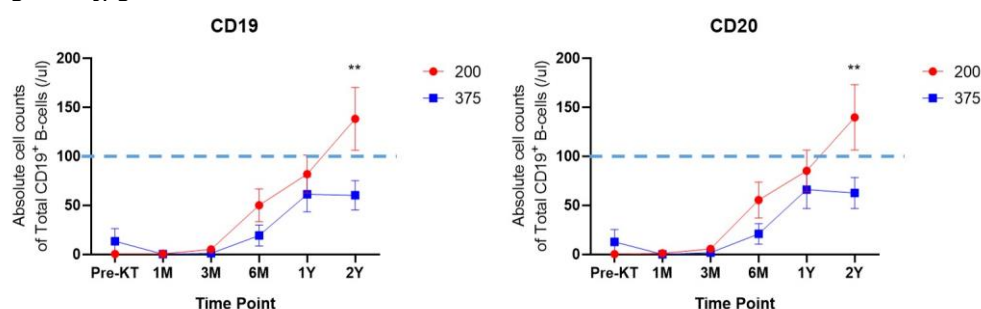 CD19
Absolute cell counts
of Total CD19⁺ B-cells (/ul)
200
150
100
50
0
**
200
375
Pre-KT 1M 3M 6M 1Y 2Y
Time Point
CD20
Absolute cell counts
of Total CD19⁺ B-cells (/ul)
200
150
100
50
0
**
200
375
Pre-KT 1M 3M 6M 1Y 2Y
Time Point